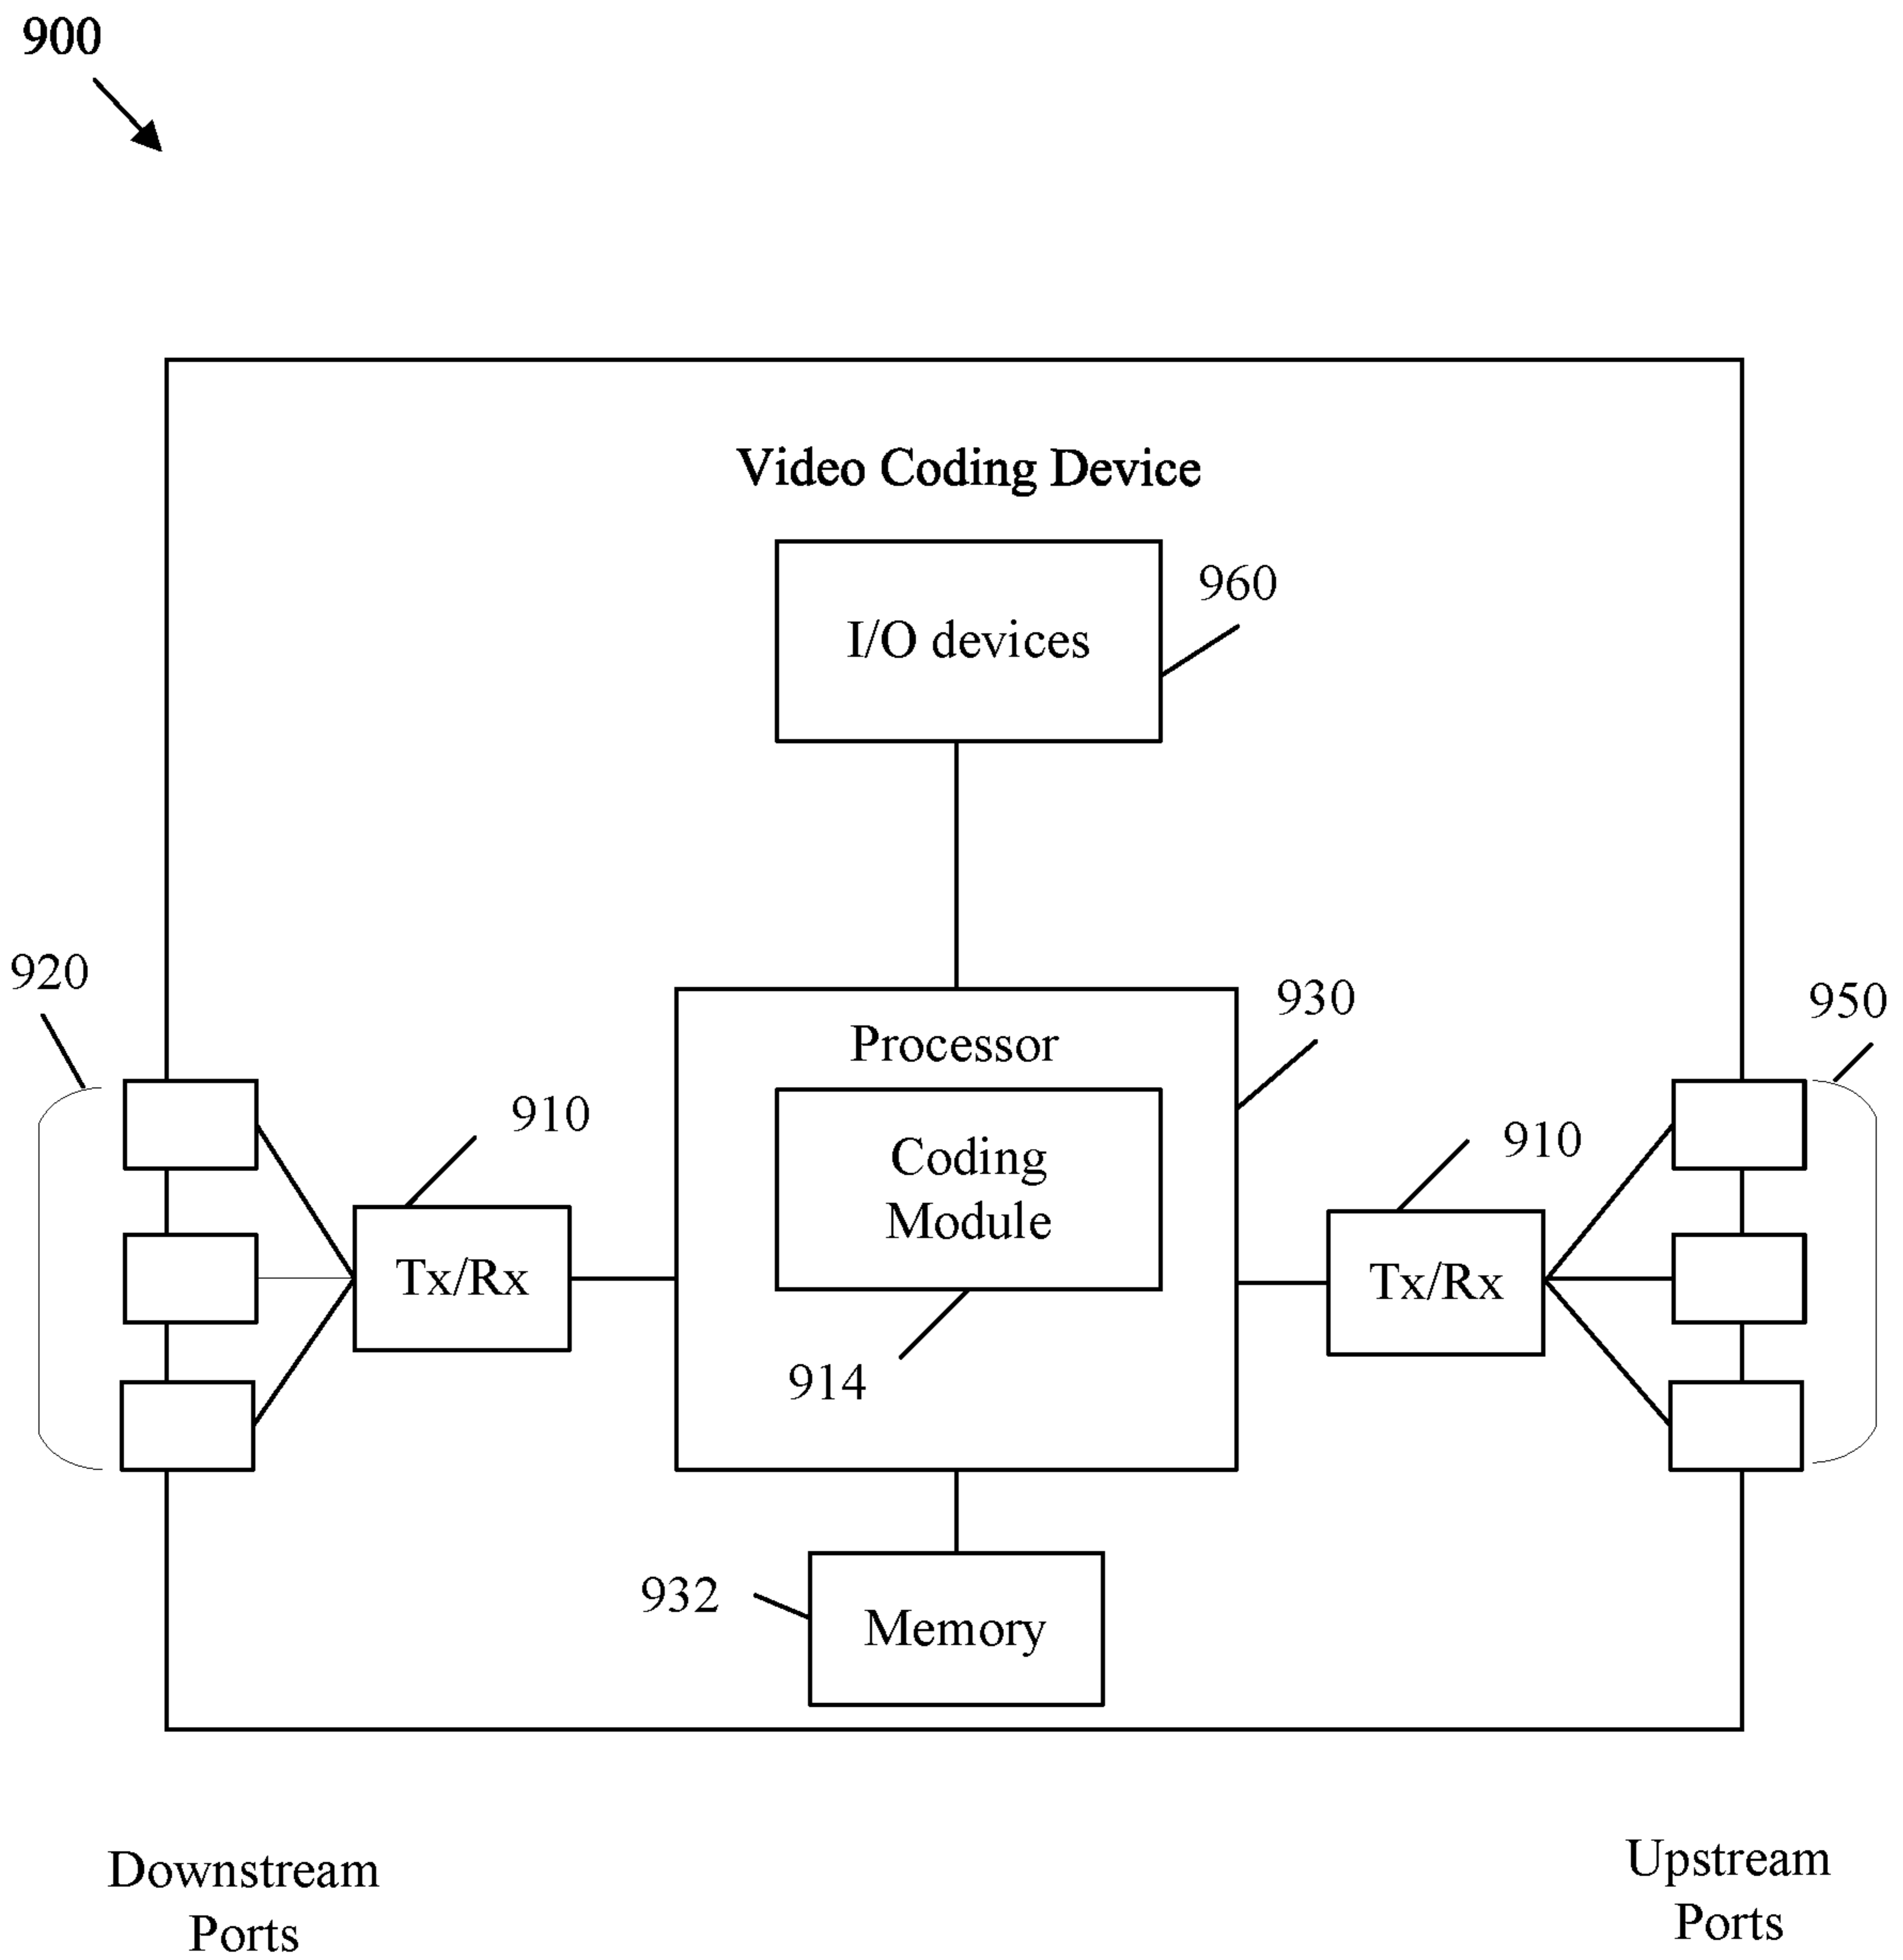 900
Video Coding Device
I/O devices
960
920
930
950
Processor
910
910
Coding
Module
Tx/Rx
Tx/Rx
914
932
Memory
Downstream
Ports
Upstream
Ports